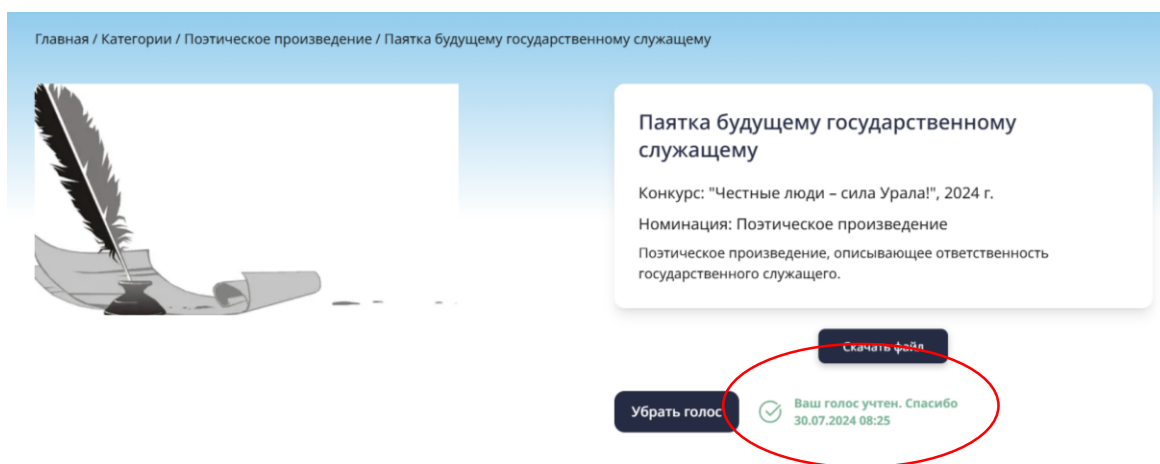 Главная / Категории / Поэтическое произведение / Паятка будущему государственному служащему
Паятка будущему государственному
служащему
Конкурс: "Честные люди – сила Урала!", 2024 г.
Номинация: Поэтическое произведение
Поэтическое произведение, описывающее ответственность
государственного служащего.
Скачать файл
Убрать голос
Ваш голос учтен. Спасибо
30.07.2024 08:25